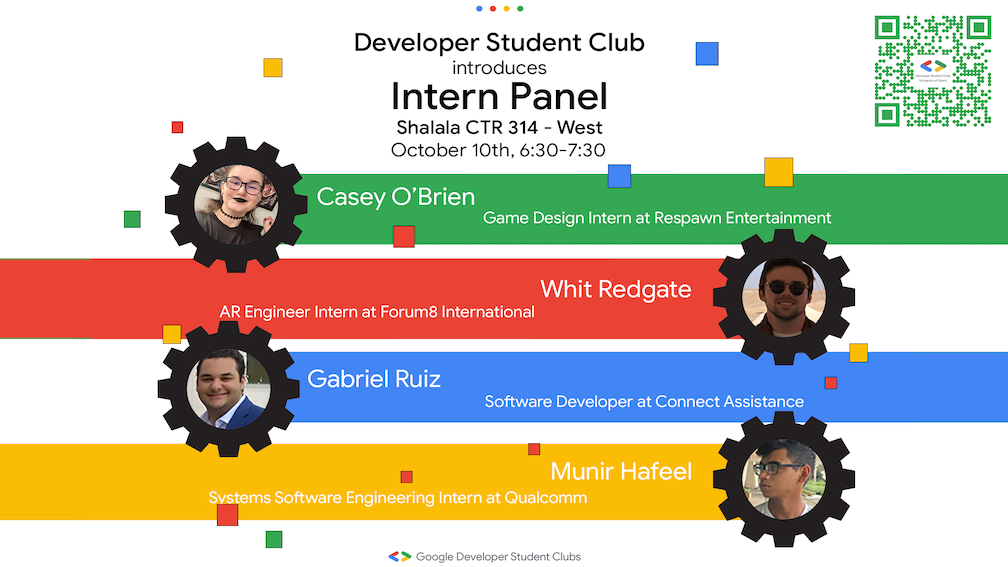 Developer Student Club
introduces
Intern Panel
Shalala CTR 314 - West
October 10th, 6:30-7:30
Developer Student Clubs
University of Miami
Casey O’Brien
Game Design Intern at Respawn Entertainment
Whit Redgate
AR Engineer Intern at Forum8 International
Gabriel Ruiz
Software Developer at Connect Assistance
Munir Hafeel
Systems Software Engineering Intern at Qualcomm
Google Developer Student Clubs